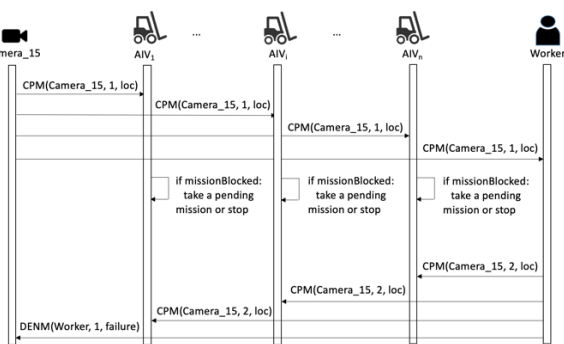 mera_15
...
...
AIV1
AIVi
AIVn
Worker
CPM(Camera_15, 1, loc)
CPM(Camera_15, 1, loc)
CPM(Camera_15, 1, loc)
CPM(Camera_15, 1, loc)
if missionBlocked:
take a pending
mission or stop
if missionBlocked:
take a pending
mission or stop
if missionBlocked:
take a pending
mission or stop
CPM(Camera_15, 2, loc)
CPM(Camera_15, 2, loc)
CPM(Camera_15, 2, loc)
DENM(Worker, 1, failure)